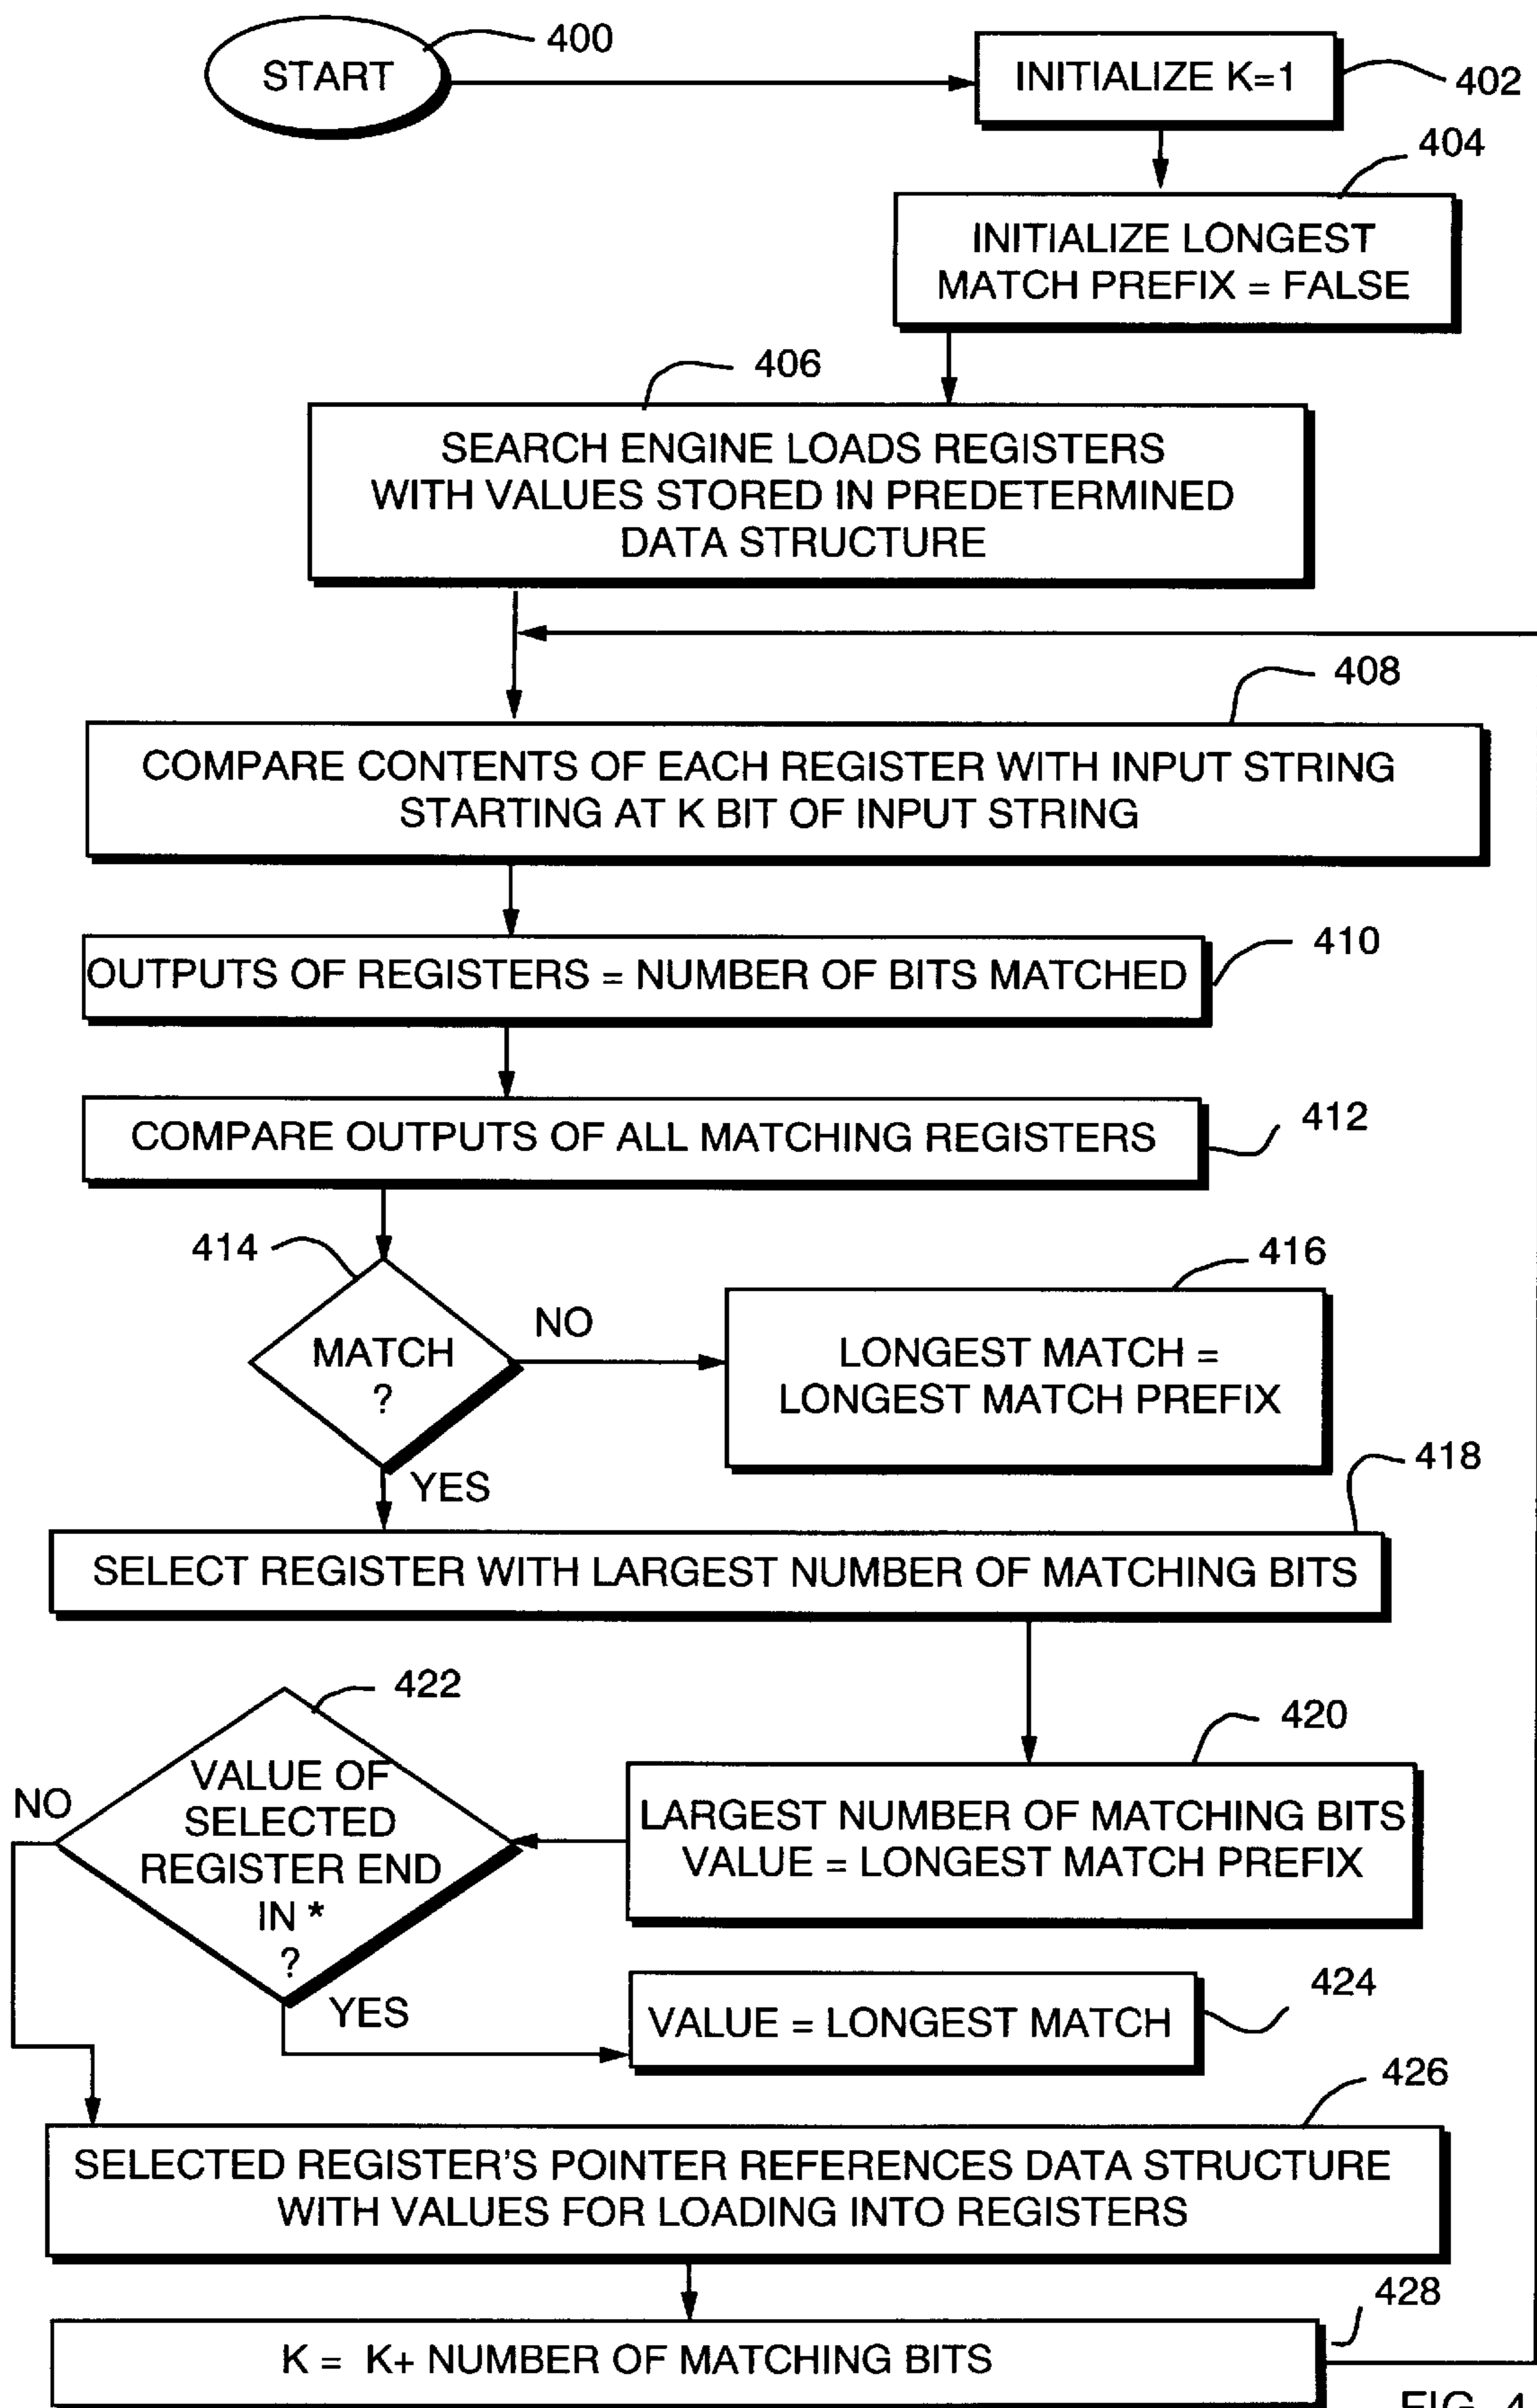 400
START
INITIALIZE K=1
402
404
INITIALIZE LONGEST
MATCH PREFIX = FALSE
406
SEARCH ENGINE LOADS REGISTERS
WITH VALUES STORED IN PREDETERMINED
DATA STRUCTURE
408
COMPARE CONTENTS OF EACH REGISTER WITH INPUT STRING
STARTING AT K BIT OF INPUT STRING
410
OUTPUTS OF REGISTERS = NUMBER OF BITS MATCHED
412
COMPARE OUTPUTS OF ALL MATCHING REGISTERS
414
MATCH
?
NO
416
LONGEST MATCH =
LONGEST MATCH PREFIX
YES
418
SELECT REGISTER WITH LARGEST NUMBER OF MATCHING BITS
420
LARGEST NUMBER OF MATCHING BITS
VALUE = LONGEST MATCH PREFIX
422
VALUE OF
SELECTED
REGISTER END
IN *
?
NO
YES
424
VALUE = LONGEST MATCH
426
SELECTED REGISTER'S POINTER REFERENCES DATA STRUCTURE
WITH VALUES FOR LOADING INTO REGISTERS
428
K = K+ NUMBER OF MATCHING BITS
FIG. 4